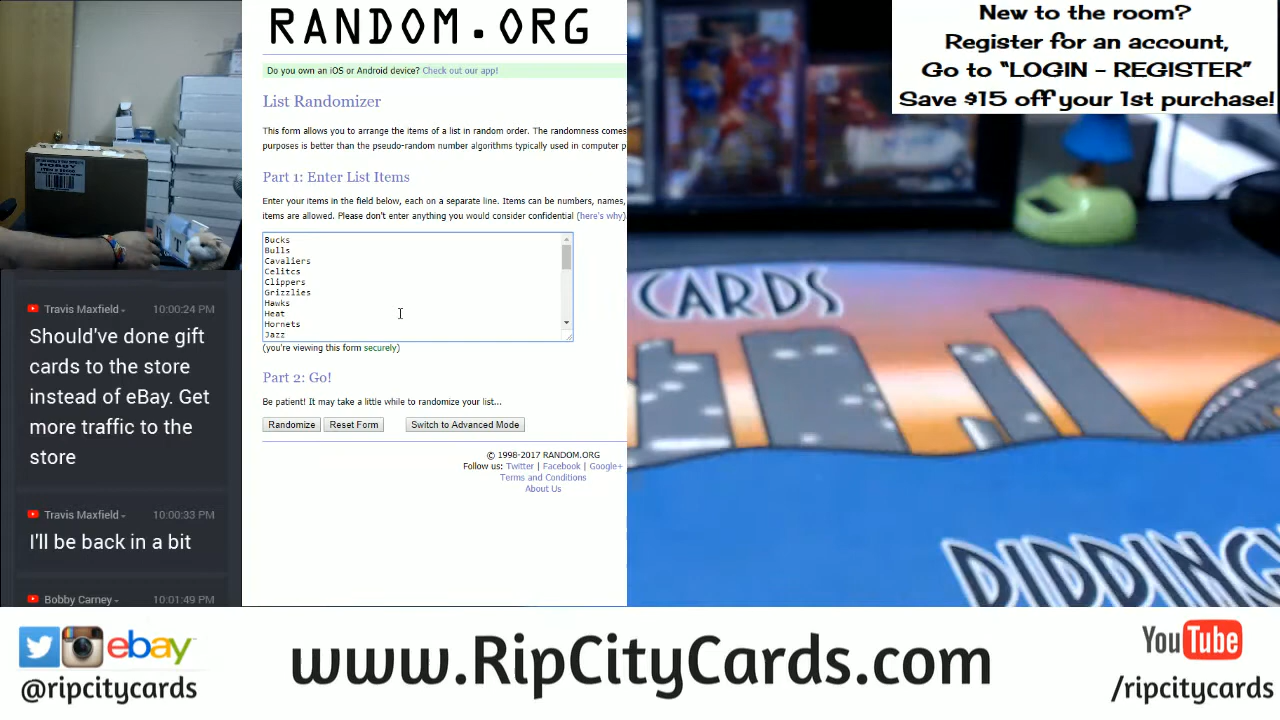 RANDOM.ORG
Do you own an iOS or Android device? Check out our app!
List Randomizer
This form allows you to arrange the items of a list in random order. The randomness comes
purposes is better than the pseudo-random number algorithms typically used in computer p
Part 1: Enter List Items
Enter your items in the field below, each on a separate line. Items can be numbers, names,
items are allowed. Please don't enter anything you would consider confidential (here's why)
Bucks
Bulls
Cavaliers
Celitcs
Clippers
Grizzlies
Hawks
Heat
Hornets
Jazz
(you're viewing this form securely)
Part 2: Go!
Be patient! It may take a little while to randomize your list...
Randomize
Reset Form
Switch to Advanced Mode
© 1998-2017 RANDOM.ORG
Follow us: Twitter | Facebook | Google+
Terms and Conditions
About Us
New to the room?
Register for an account,
Go to “LOGIN - REGISTER”
Save $15 off your 1st purchase!
Travis Maxfield 10:00:24 PM
Should've done gift
cards to the store
instead of eBay. Get
more traffic to the
store
Travis Maxfield 10:00:33 PM
I'll be back in a bit
Bobby Carney 10:01:49 PM
CARDS
ebay
@ripcitycards
www.RipCityCards.com
YouTube
/ripcitycards